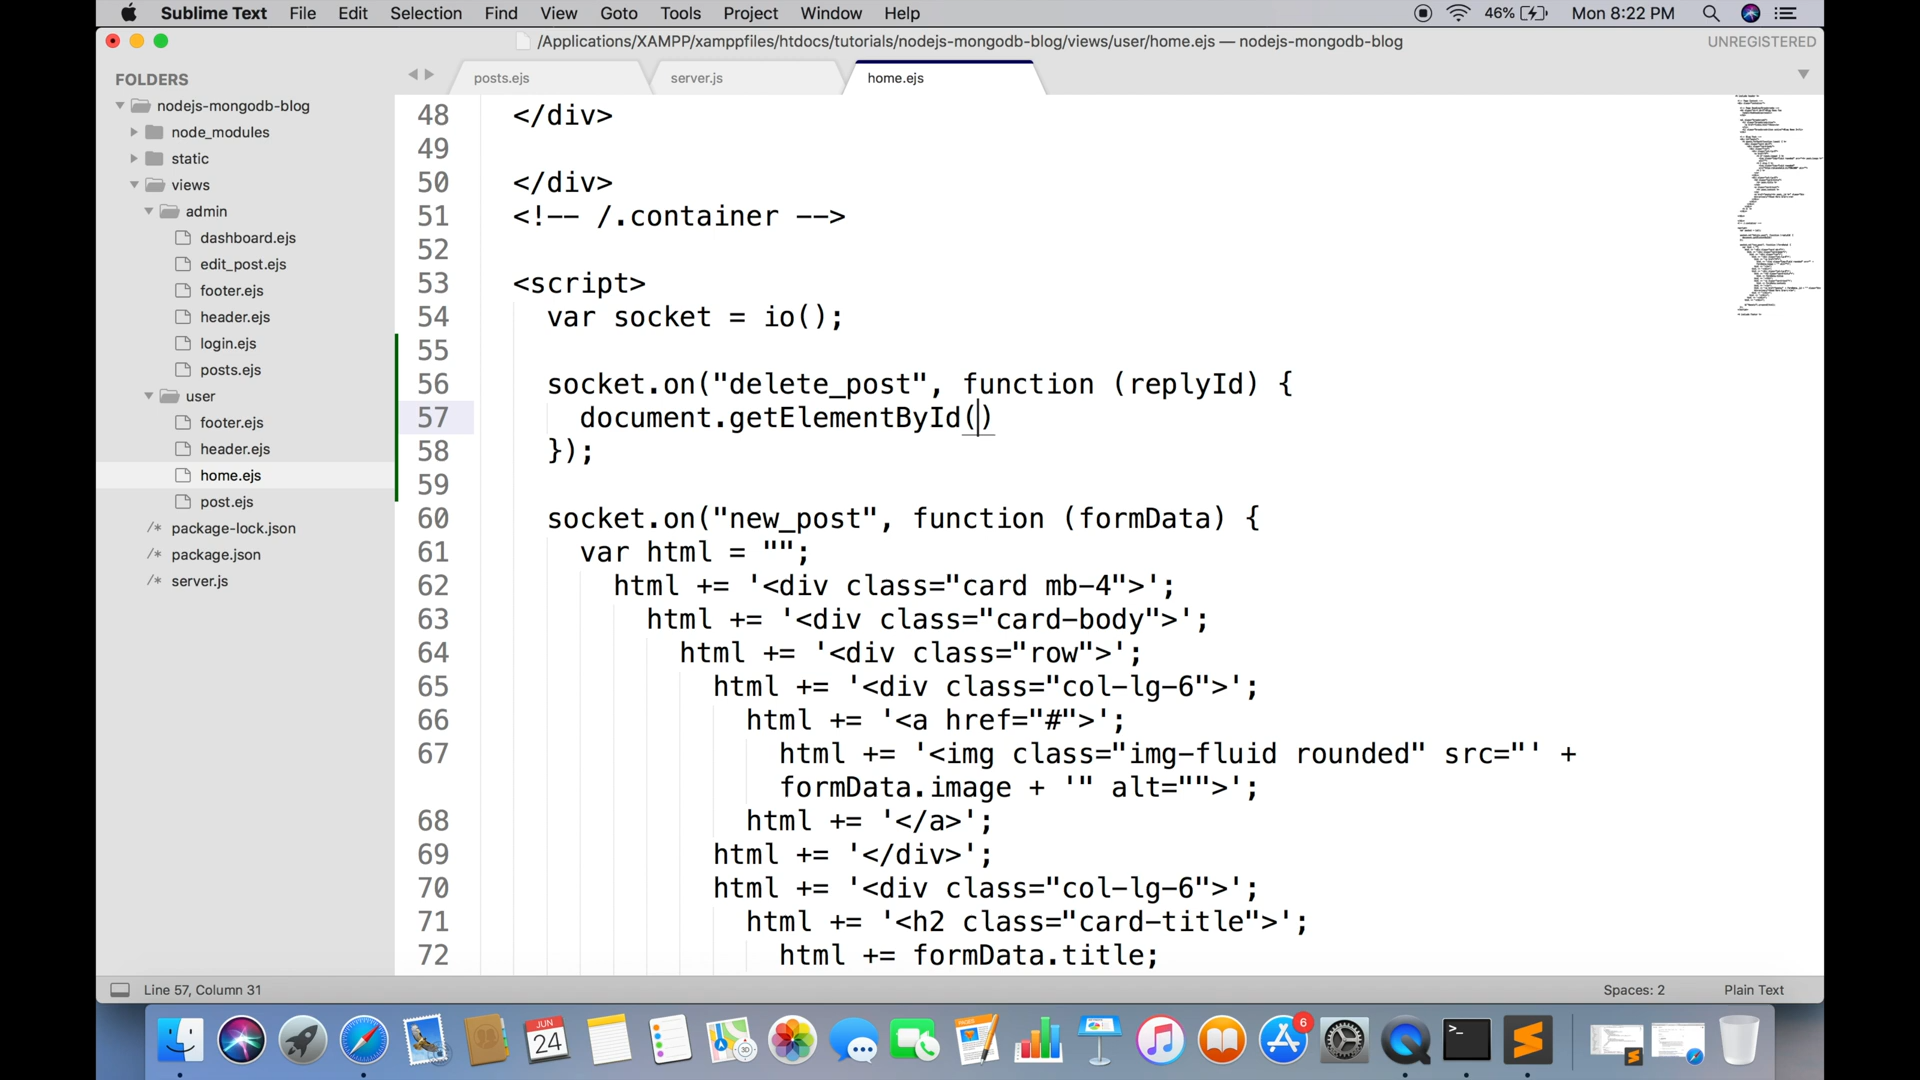 Sublime Text File Edit Selection Find View Goto Tools Project Window Help 46% Mon 8:22 PM
/Applications/XAMPP/xamppfiles/htdocs/tutorials/nodejs-mongodb-blog/views/user/home.ejs — nodejs-mongodb-blog UNREGISTERED
FOLDERS
nodejs-mongodb-blog
node_modules
static
views
admin
dashboard.ejs
edit_post.ejs
footer.ejs
header.ejs
login.ejs
posts.ejs
user
footer.ejs
header.ejs
home.ejs
post.ejs
/* package-lock.json
/* package.json
/* server.js
posts.ejs server.js home.ejs
48 </div>
49
50 </div>
51 <!-- /.container -->
52
53 <script>
54 var socket = io();
55
56 socket.on("delete_post", function (replyId) {
57 document.getElementById()
58 });
59
60 socket.on("new_post", function (formData) {
61 var html = "";
62 html += '<div class="card mb-4">';
63 html += '<div class="card-body">';
64 html += '<div class="row">';
65 html += '<div class="col-lg-6">';
66 html += '<a href="#">';
67 html += '<img class="img-fluid rounded" src="' +
formData.image + '" alt="">';
68 html += '</a>';
69 html += '</div>';
70 html += '<div class="col-lg-6">';
71 html += '<h2 class="card-title">';
72 html += formData.title;
Line 57, Column 31 Spaces: 2 Plain Text
JUN
24
6